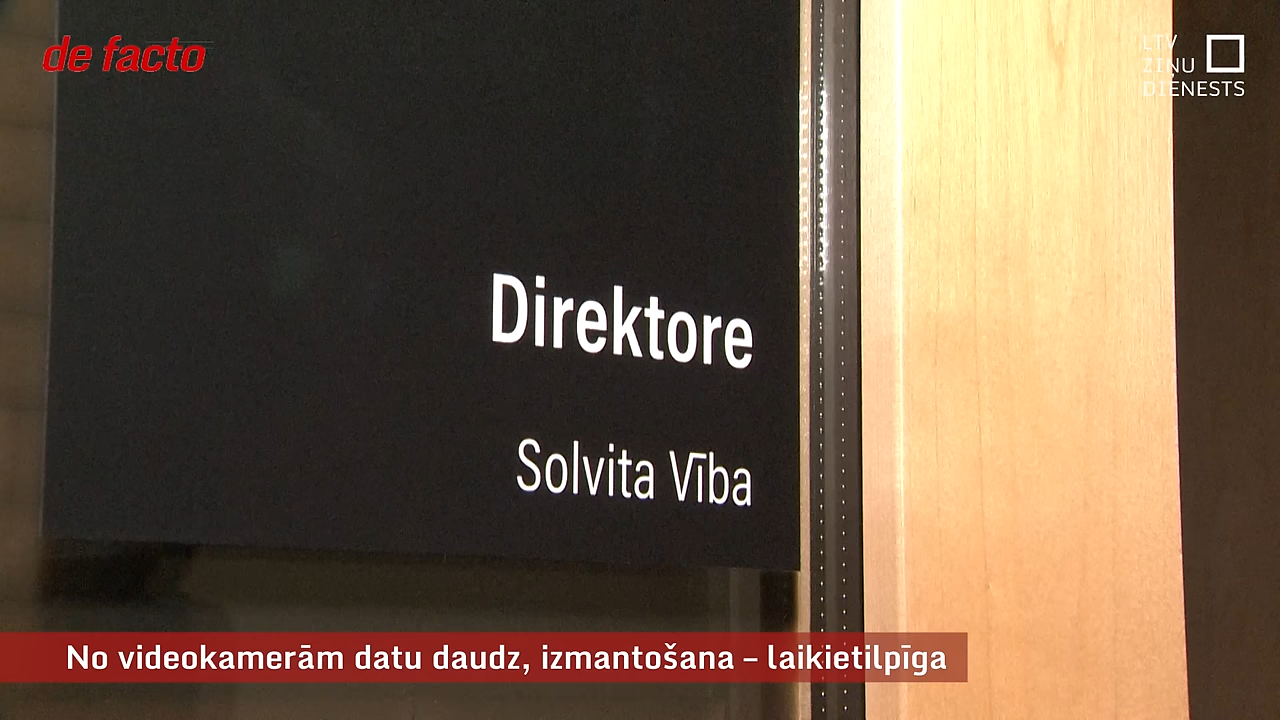 de facto
LTV
ZIŅU
DIENESTS
Direktore
Solvita Vība
No videokamerām datu daudz, izmantošana – laikietilpīga